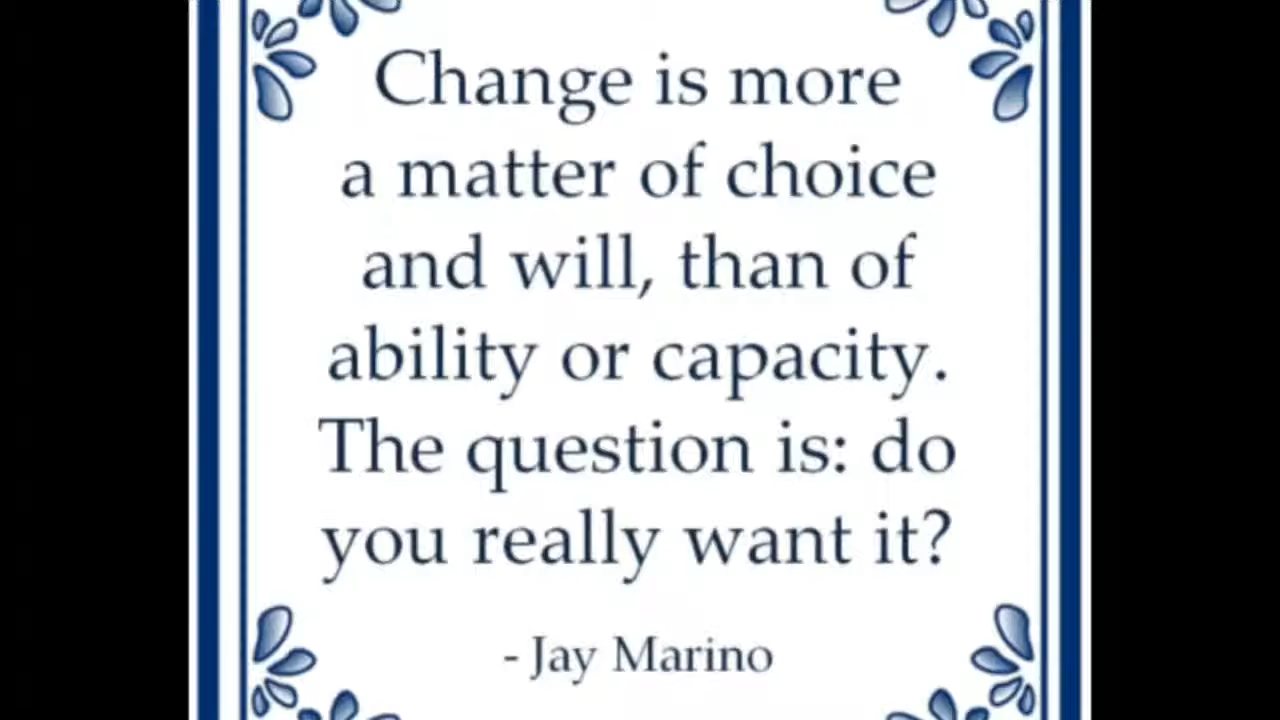 Change is more
a matter of choice
and will, than of
ability or capacity.
The question is: do
you really want it?
- Jay Marino